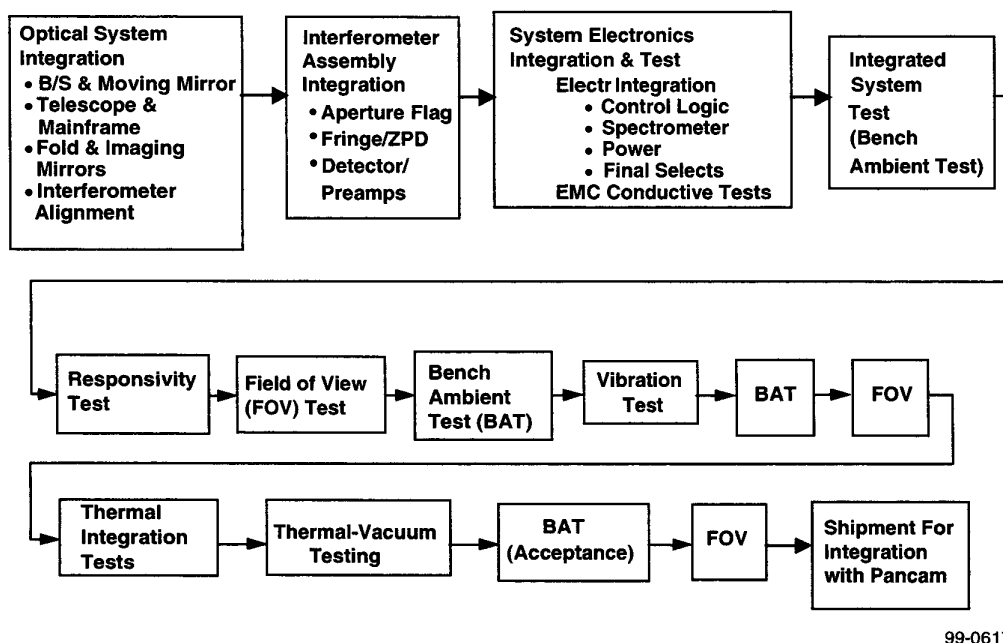 Optical System
Integration
• B/S & Moving Mirror
• Telescope &
Mainframe
• Fold & Imaging
Mirrors
• Interferometer
Alignment
Interferometer
Assembly
Integration
• Aperture Flag
• Fringe/ZPD
• Detector/
Preamps
System Electronics
Integration & Test
Electr Integration
• Control Logic
• Spectrometer
• Power
• Final Selects
EMC Conductive Tests
Integrated
System
Test
(Bench
Ambient Test)
Responsivity
Test
Field of View
(FOV) Test
Bench
Ambient
Test (BAT)
Vibration
Test
BAT
FOV
Thermal
Integration
Tests
Thermal-Vacuum
Testing
BAT
(Acceptance)
FOV
Shipment For
Integration
with Pancam